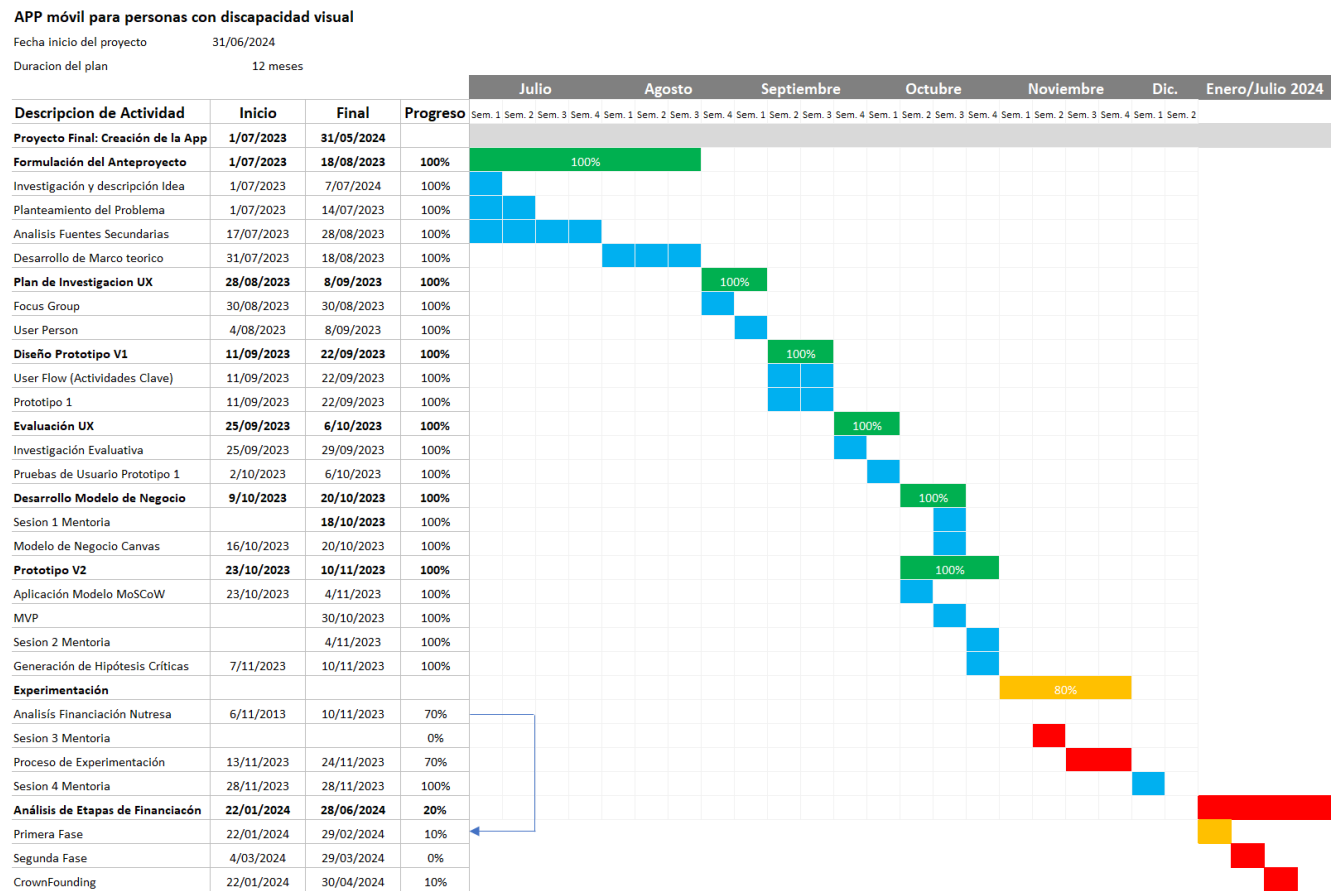 APP móvil para personas con discapacidad visual
Fecha inicio del proyecto 31/06/2024
Duracion del plan 12 meses
Julio Agosto Septiembre Octubre Noviembre Dic. Enero/Julio 2024
Descripcion de Actividad Inicio Final Progreso Sem. 1 Sem. 2 Sem. 3 Sem. 4 Sem. 1 Sem. 2 Sem. 3 Sem. 4 Sem. 1 Sem. 2 Sem. 3 Sem. 4 Sem. 1 Sem. 2 Sem. 3 Sem. 4 Sem. 1 Sem. 2 Sem. 3 Sem. 4 Sem. 1 Sem. 2
Proyecto Final: Creación de la App 1/07/2023 31/05/2024
Formulación del Anteproyecto 1/07/2023 18/08/2023 100% 100%
Investigación y descripción Idea 1/07/2023 7/07/2024 100%
Planteamiento del Problema 1/07/2023 14/07/2023 100%
Analisis Fuentes Secundarias 17/07/2023 28/08/2023 100%
Desarrollo de Marco teorico 31/07/2023 18/08/2023 100%
Plan de Investigacion UX 28/08/2023 8/09/2023 100% 100%
Focus Group 30/08/2023 30/08/2023 100%
User Person 4/08/2023 8/09/2023 100%
Diseño Prototipo V1 11/09/2023 22/09/2023 100% 100%
User Flow (Actividades Clave) 11/09/2023 22/09/2023 100%
Prototipo 1 11/09/2023 22/09/2023 100%
Evaluación UX 25/09/2023 6/10/2023 100% 100%
Investigación Evaluativa 25/09/2023 29/09/2023 100%
Pruebas de Usuario Prototipo 1 2/10/2023 6/10/2023 100%
Desarrollo Modelo de Negocio 9/10/2023 20/10/2023 100% 100%
Sesion 1 Mentoria 18/10/2023 100%
Modelo de Negocio Canvas 16/10/2023 20/10/2023 100%
Prototipo V2 23/10/2023 10/11/2023 100% 100%
Aplicación Modelo MoSCoW 23/10/2023 4/11/2023 100%
MVP 30/10/2023 100%
Sesion 2 Mentoria 4/11/2023 100%
Generación de Hipótesis Críticas 7/11/2023 10/11/2023 100%
Experimentación 80%
Analisís Financiación Nutresa 6/11/2013 10/11/2023 70%
Sesion 3 Mentoria 0%
Proceso de Experimentación 13/11/2023 24/11/2023 70%
Sesion 4 Mentoria 28/11/2023 28/11/2023 100%
Análisis de Etapas de Financiacón 22/01/2024 28/06/2024 20%
Primera Fase 22/01/2024 29/02/2024 10%
Segunda Fase 4/03/2024 29/03/2024 0%
CrownFounding 22/01/2024 30/04/2024 10%